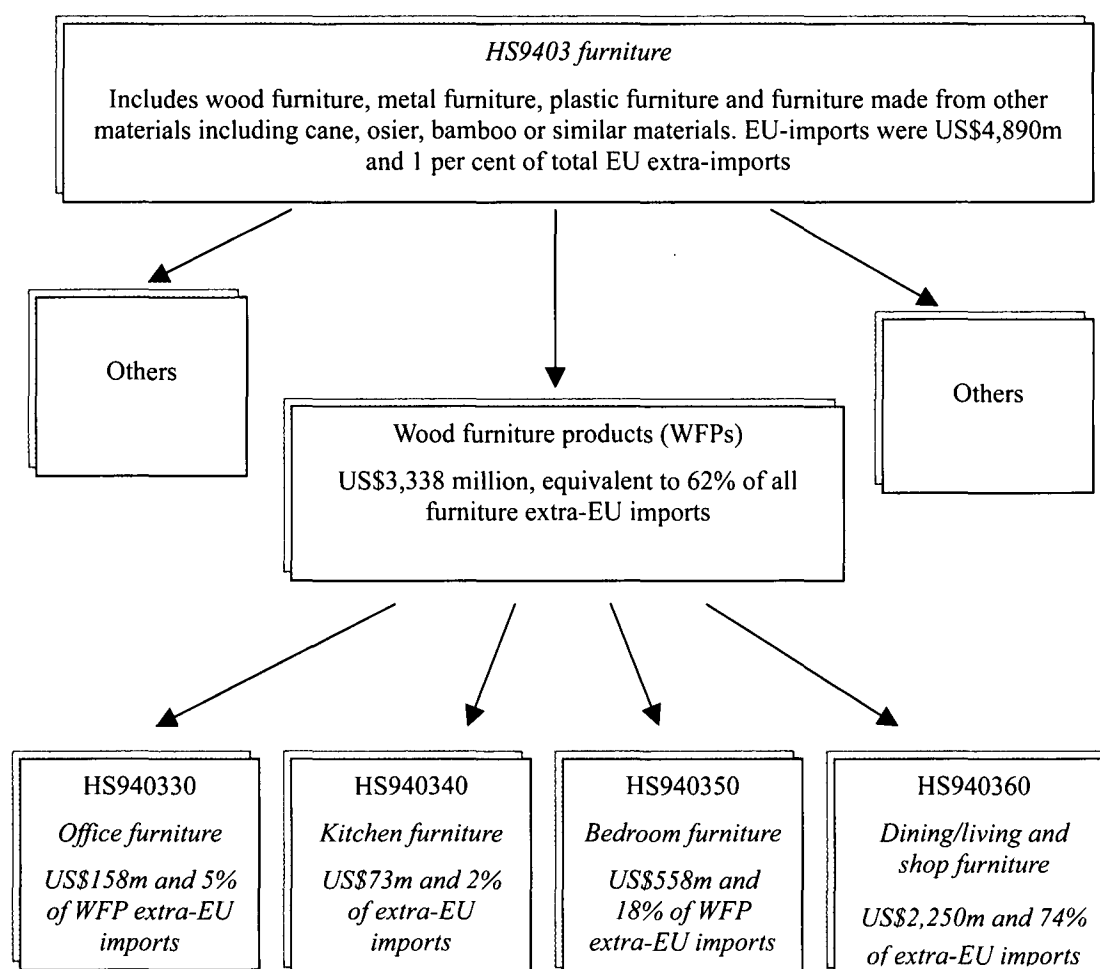 HS9403 furniture
Includes wood furniture, metal furniture, plastic furniture and furniture made from other
materials including cane, osier, bamboo or similar materials. EU-imports were US$4,890m
and 1 per cent of total EU extra-imports
Others
Others
Wood furniture products (WFPs)
US$3,338 million, equivalent to 62% of all
furniture extra-EU imports
HS940330
Office furniture
US$158m and 5%
of WFP extra-EU
imports
HS940340
Kitchen furniture
US$73m and 2%
of extra-EU
imports
HS940350
Bedroom furniture
US$558m and
18% of WFP
extra-EU imports
HS940360
Dining/living and
shop furniture
US$2,250m and 74%
of extra-EU imports